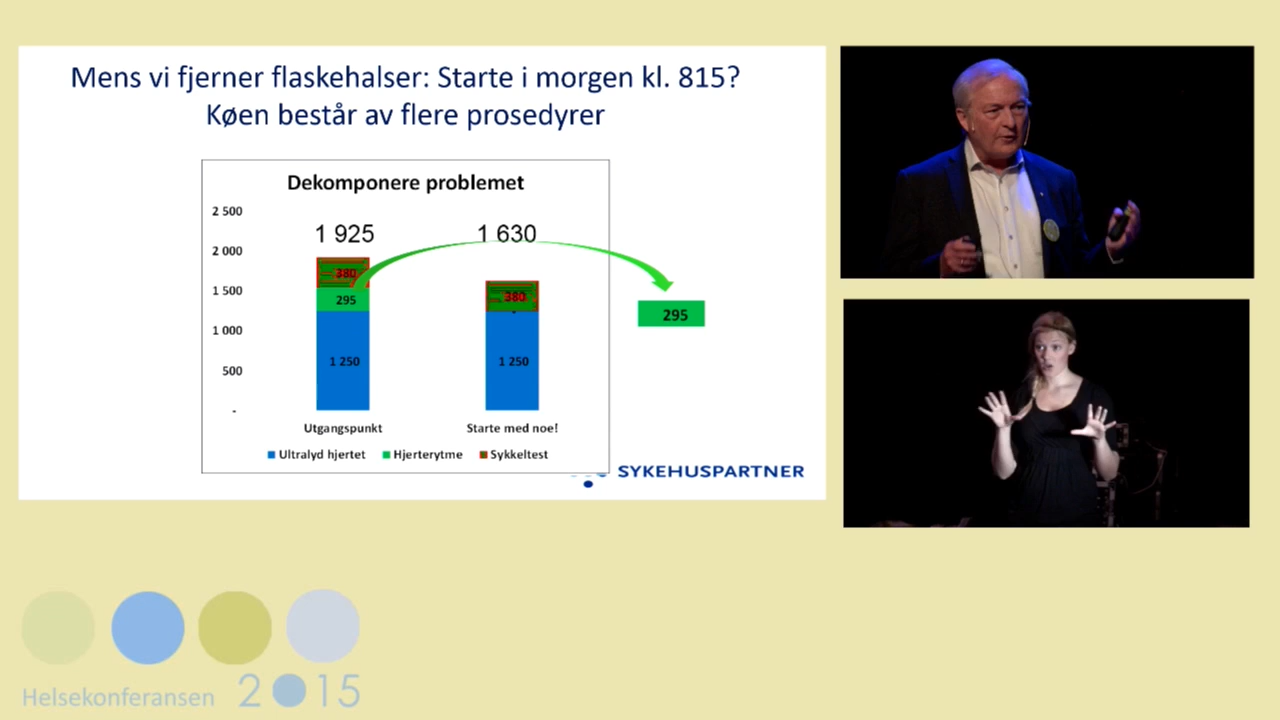 Mens vi fjerner flaskehalser: Starte i morgen kl. 815?
Køen består av flere prosedyrer
Dekomponere problemet
2 500
2 000
1 500
1 000
500
-
1 925
1 630
380
295
1 250
380
1 250
295
Utgangspunkt
Starte med noe!
Ultralyd hjertet
Hjerterytme
Sykkeltest
SYKEHUSPARTNER
Helsekonferansen 2015